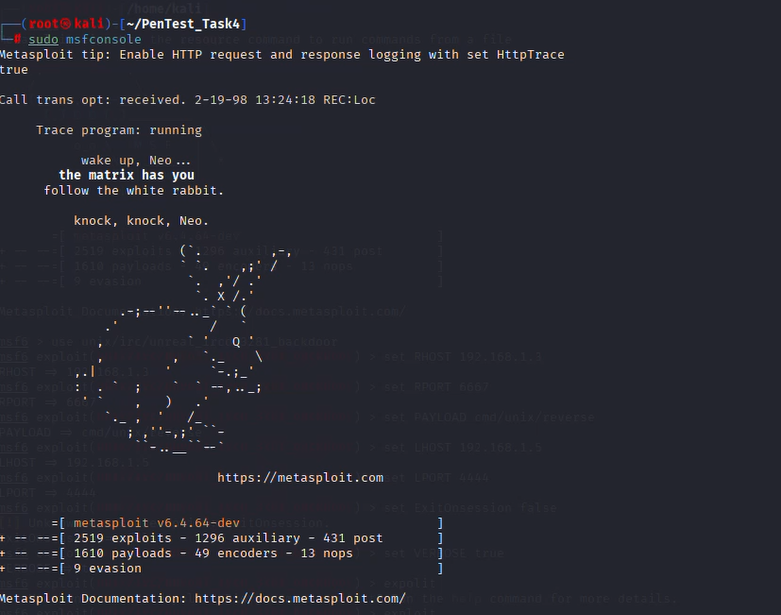 ┌──(root㉿kali)-[~/PenTest_Task4]
└─# sudo msfconsole
Metasploit tip: Enable HTTP request and response logging with set HttpTrace
true
Call trans opt: received. 2-19-98 13:24:18 REC:Loc
Trace program: running
wake up, Neo...
the matrix has you
follow the white rabbit.
knock, knock, Neo.
https://metasploit.com
=[ metasploit v6.4.64-dev ]
+ -- --=[ 2519 exploits - 1296 auxiliary - 431 post ]
+ -- --=[ 1610 payloads - 49 encoders - 13 nops ]
+ -- --=[ 9 evasion ]
Metasploit Documentation: https://docs.metasploit.com/